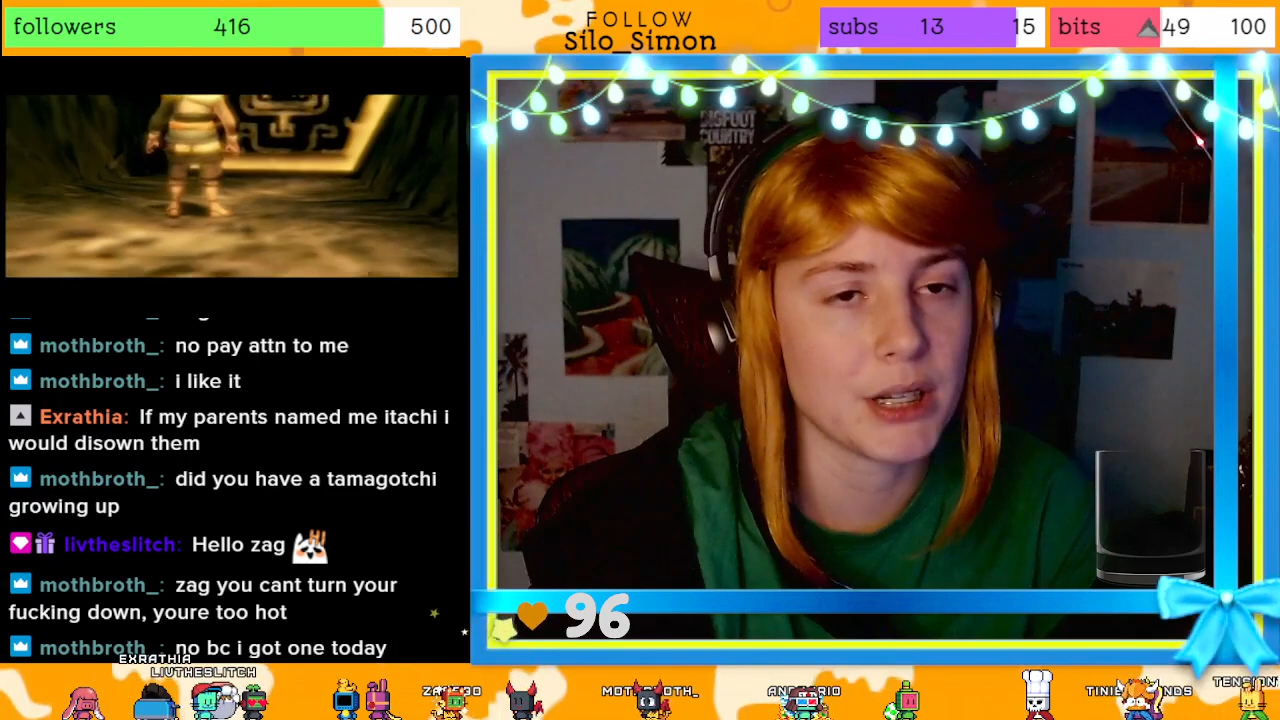 followers 416 500
FOLLOW
Silo_Simon
subs 13 15
bits 49 100
BIGFOOT
COUNTRY
mothbroth_: no pay attn to me
mothbroth_: i like it
Exrathia: If my parents named me itachi i
would disown them
mothbroth_: did you have a tamagotchi
growing up
livtheslitch: Hello zag
mothbroth_: zag you cant turn your
fucking down, youre too hot
mothbroth_: no bc i got one today
96
EXRATHIA
LIVTHESLITCH